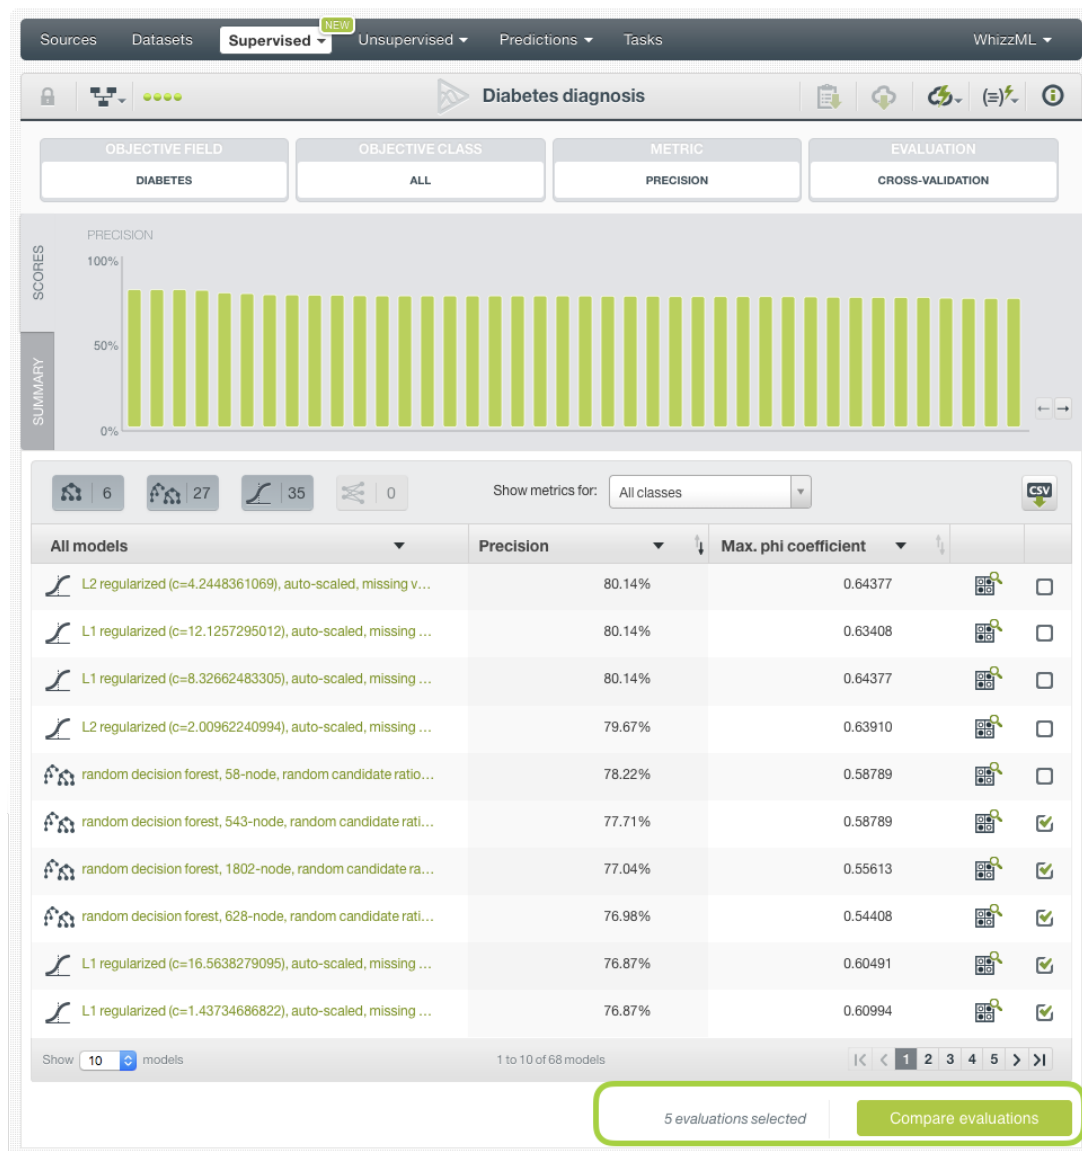 NEW
Sources Datasets Supervised Unsupervised Predictions Tasks WhizzML
Diabetes diagnosis
OBJECTIVE FIELD OBJECTIVE CLASS METRIC EVALUATION
DIABETES ALL PRECISION CROSS-VALIDATION
SCORES
SUMMARY
PRECISION
100%
50%
0%
6 27 35 0 Show metrics for: All classes CSV
All models Precision Max. phi coefficient
L2 regularized (c=4.2448361069), auto-scaled, missing v... 80.14% 0.64377
L1 regularized (c=12.1257295012), auto-scaled, missing ... 80.14% 0.63408
L1 regularized (c=8.32662483305), auto-scaled, missing ... 80.14% 0.64377
L2 regularized (c=2.00962240994), auto-scaled, missing ... 79.67% 0.63910
random decision forest, 58-node, random candidate ratio... 78.22% 0.58789
random decision forest, 543-node, random candidate rati... 77.71% 0.58789
random decision forest, 1802-node, random candidate ra... 77.04% 0.55613
random decision forest, 628-node, random candidate rati... 76.98% 0.54408
L1 regularized (c=16.5638279095), auto-scaled, missing ... 76.87% 0.60491
L1 regularized (c=1.43734686822), auto-scaled, missing ... 76.87% 0.60994
Show 10 models 1 to 10 of 68 models 1 2 3 4 5
5 evaluations selected Compare evaluations